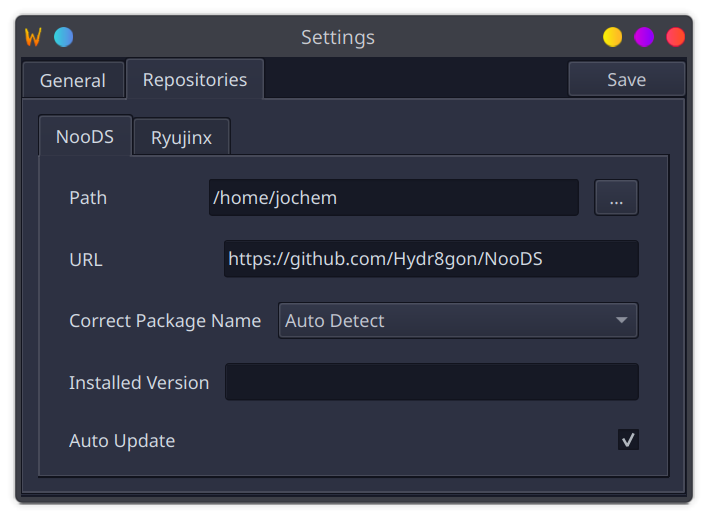 Settings
General Repositories Save
NooDS Ryujinx
Path /home/jochem ...
URL https://github.com/Hydr8gon/NooDS
Correct Package Name Auto Detect
Installed Version
Auto Update